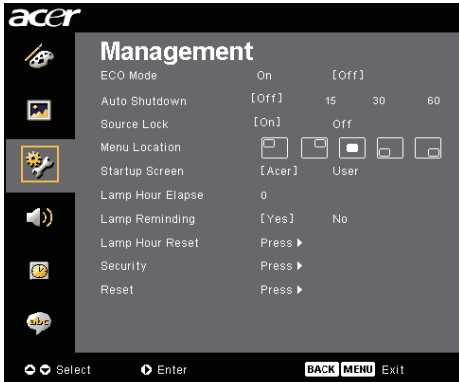 acer
Management
ECO Mode On [Off]
Auto Shutdown [Off] 15 30 60
Source Lock [On] Off
Menu Location
Startup Screen [Acer] User
Lamp Hour Elapse 0
Lamp Reminding [Yes] No
Lamp Hour Reset Press
Security Press
Reset Press
abc
Select Enter BACK MENU Exit